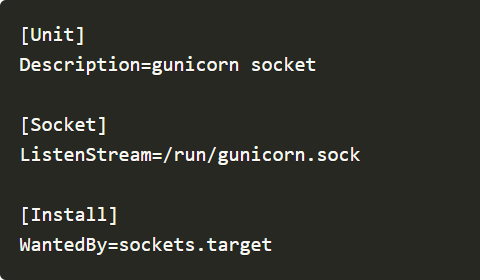 [Unit]
Description=gunicorn socket
[Socket]
ListenStream=/run/gunicorn.sock
[Install]
WantedBy=sockets.target